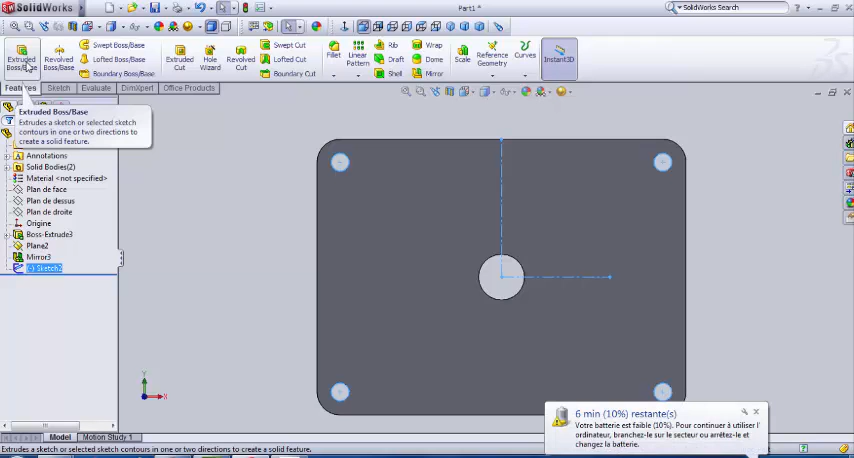 SolidWorks
Part1 *
SolidWorks Search
Extruded Boss/Base
Revolved Boss/Base
Swept Boss/Base
Lofted Boss/Base
Boundary Boss/Base
Extruded Cut
Hole Wizard
Revolved Cut
Swept Cut
Lofted Cut
Boundary Cut
Fillet
Linear Pattern
Rib
Draft
Shell
Wrap
Dome
Mirror
Scale
Reference Geometry
Curves
Instant3D
Features
Sketch
Evaluate
DimXpert
Office Products
Extruded Boss/Base
Extrudes a sketch or selected sketch
contours in one or two directions to
create a solid feature.
Annotations
Solid Bodies(2)
Material <not specified>
Plan de face
Plan de dessus
Plan de droite
Origine
Boss-Extrude3
Plane2
Mirror3
(-) Sketch2
Y
X
6 min (10%) restante(s)
Votre batterie est faible (10%). Pour continuer à utiliser l'
ordinateur, branchez-le sur le secteur ou arrêtez-le et
changez la batterie.
Model
Motion Study 1
Extrudes a sketch or selected sketch contours in one or two directions to create a solid feature.